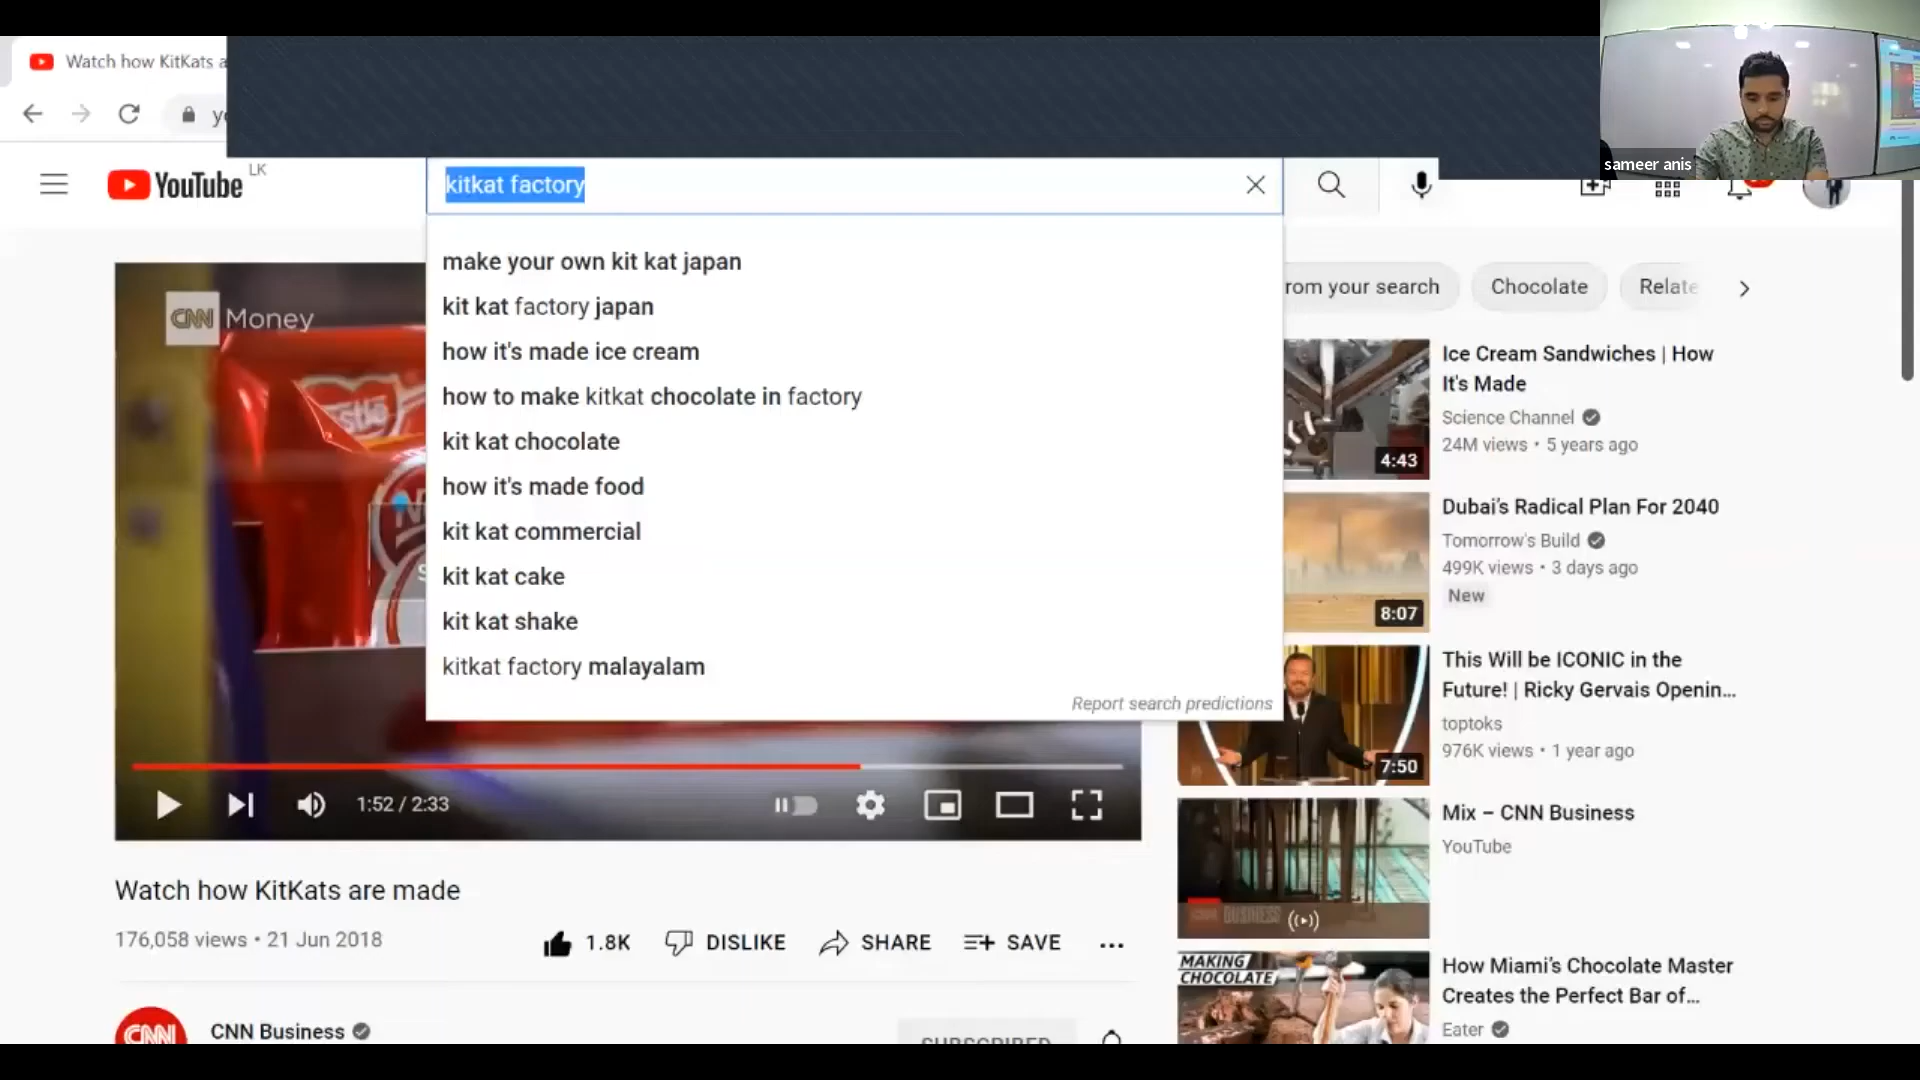 Watch how KitKats a
YouTube
LK
kitkat factory
make your own kit kat japan
kit kat factory japan
how it's made ice cream
how to make kitkat chocolate in factory
kit kat chocolate
how it's made food
kit kat commercial
kit kat cake
kit kat shake
kitkat factory malayalam
Report search predictions
CNN Money
1:52 / 2:33
Watch how KitKats are made
176,058 views • 21 Jun 2018
1.8K
DISLIKE
SHARE
SAVE
CNN
CNN Business
SUBSCRIBED
rom your search
Chocolate
Relate
Ice Cream Sandwiches | How
It's Made
Science Channel
24M views • 5 years ago
4:43
Dubai's Radical Plan For 2040
Tomorrow's Build
499K views • 3 days ago
New
8:07
This Will be ICONIC in the
Future! | Ricky Gervais Openin...
toptoks
976K views • 1 year ago
7:50
Mix – CNN Business
YouTube
BUSINESS
MAKING
CHOCOLATE
How Miami's Chocolate Master
Creates the Perfect Bar of...
Eater
sameer anis